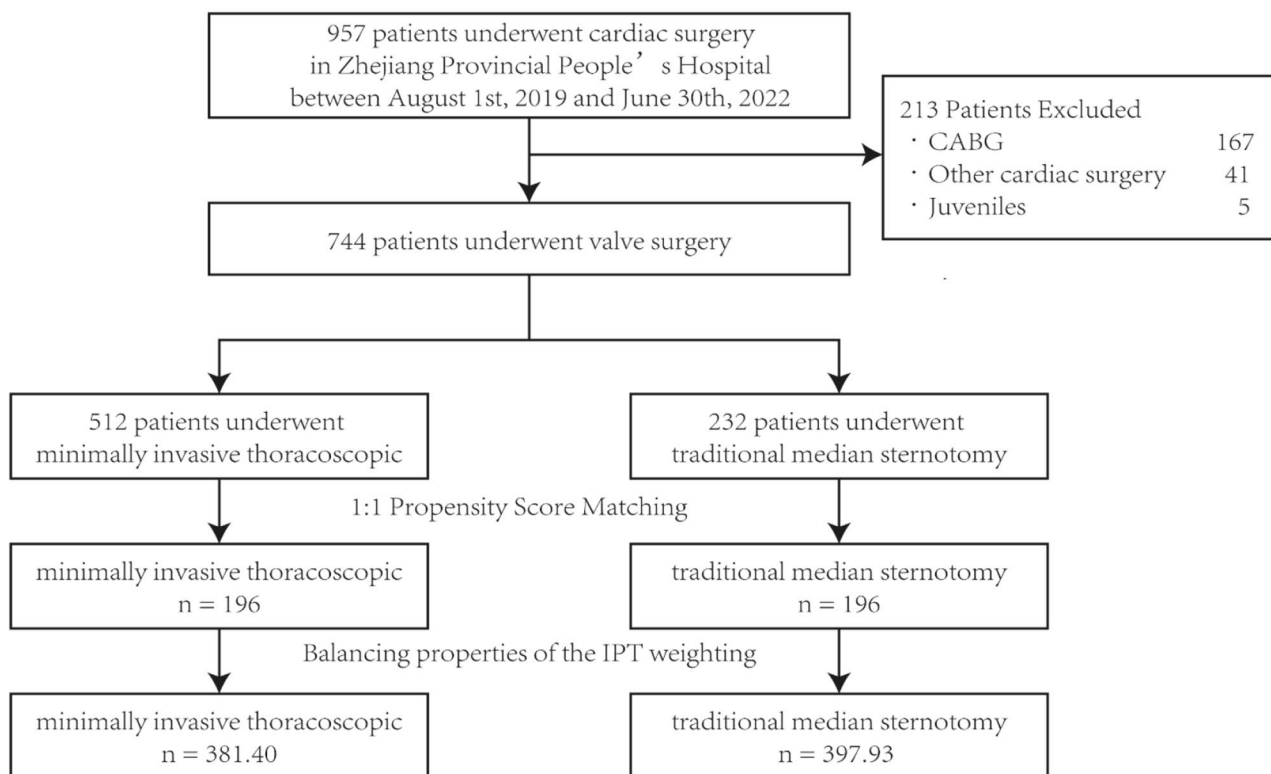 957 patients underwent cardiac surgery
in Zhejiang Provincial People’ s Hospital
between August 1st, 2019 and June 30th, 2022
213 Patients Excluded
· CABG 167
· Other cardiac surgery 41
· Juveniles 5
744 patients underwent valve surgery
512 patients underwent
minimally invasive thoracoscopic
232 patients underwent
traditional median sternotomy
1:1 Propensity Score Matching
minimally invasive thoracoscopic
n = 196
traditional median sternotomy
n = 196
Balancing properties of the IPT weighting
minimally invasive thoracoscopic
n = 381.40
traditional median sternotomy
n = 397.93